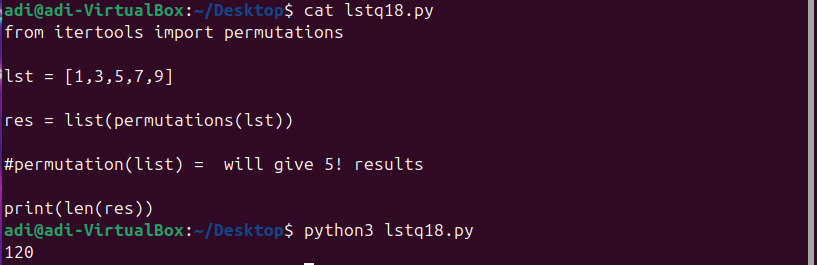 adi@adi-VirtualBox:~/Desktop$ cat lstq18.py
from itertools import permutations
lst = [1,3,5,7,9]
res = list(permutations(lst))
#permutation(list) =  will give 5! results
print(len(res))
adi@adi-VirtualBox:~/Desktop$ python3 lstq18.py
120